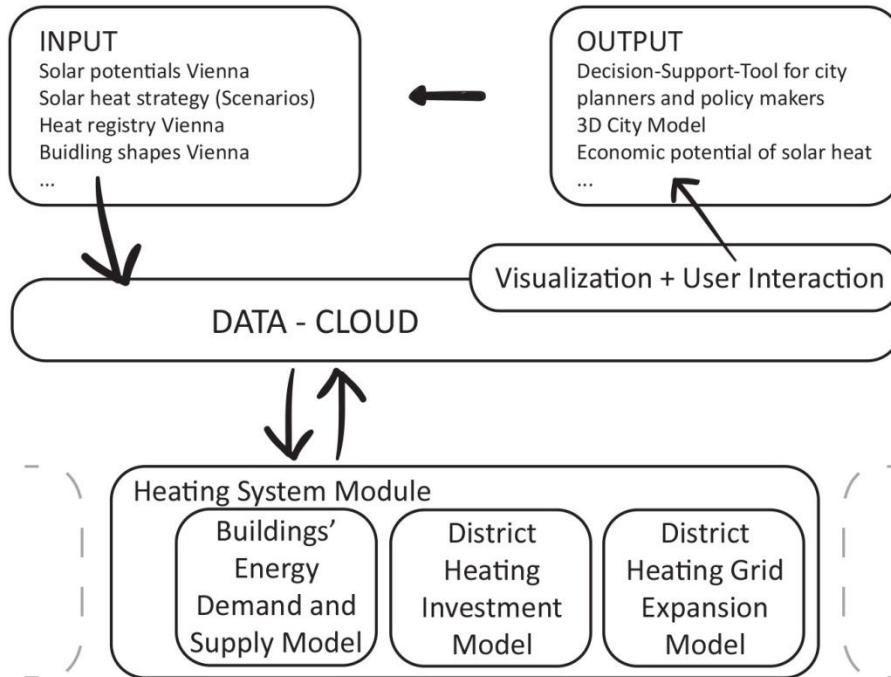 INPUT
Solar potentials Vienna
Solar heat strategy (Scenarios)
Heat registry Vienna
Buidling shapes Vienna
...
OUTPUT
Decision-Support-Tool for city
planners and policy makers
3D City Model
Economic potential of solar heat
...
Visualization + User Interaction
DATA - CLOUD
Heating System Module
Buildings’
Energy
Demand and
Supply Model
District
Heating
Investment
Model
District
Heating Grid
Expansion
Model